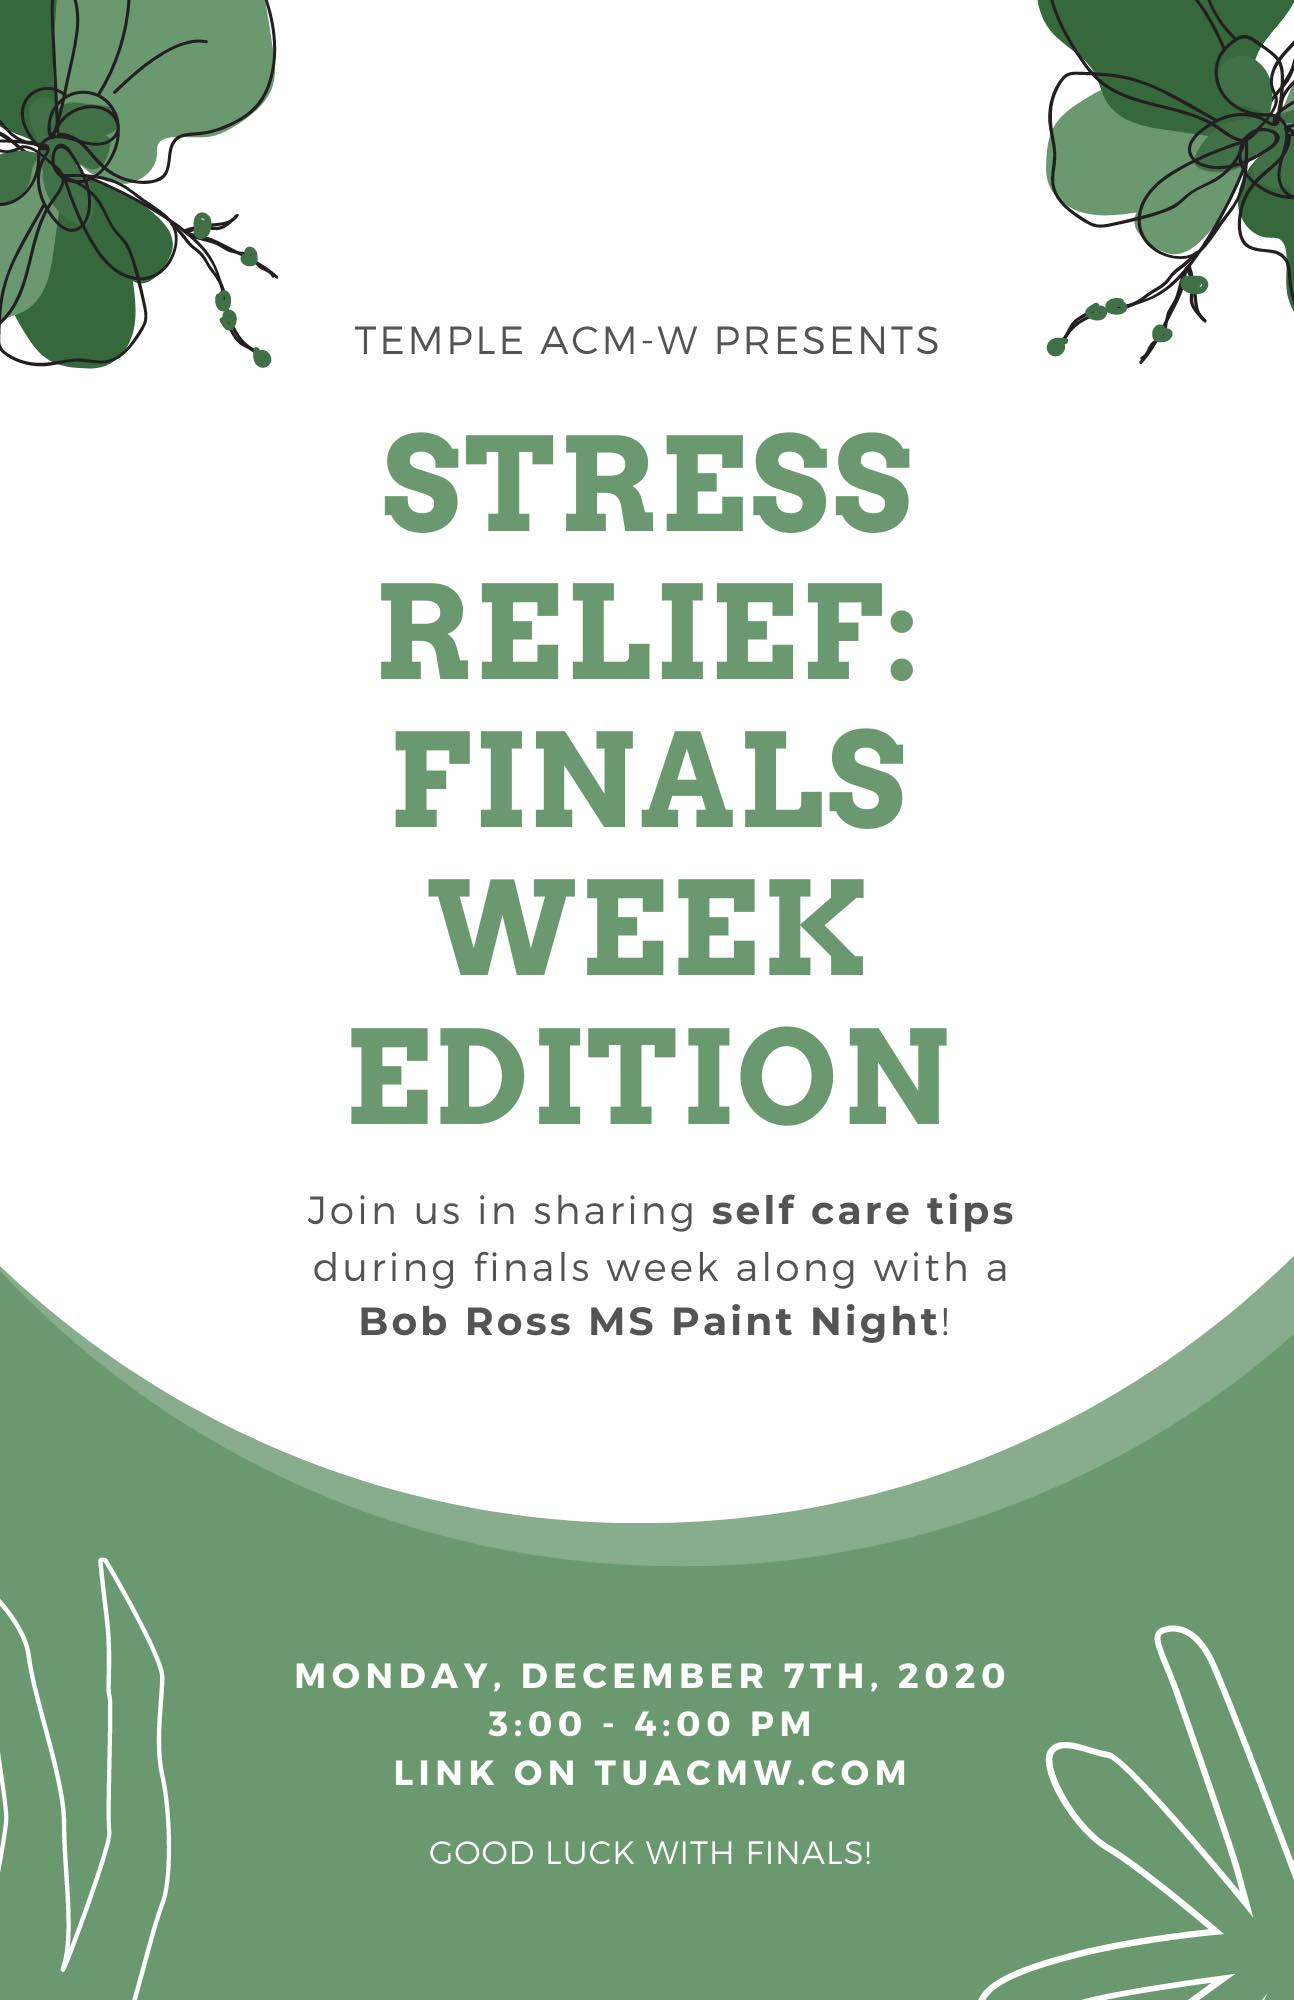 TEMPLE ACM-W PRESENTS
STRESS
RELIEF:
FINALS
WEEK
EDITION
Join us in sharing self care tips
during finals week along with a
Bob Ross MS Paint Night!
MONDAY, DECEMBER 7TH, 2020
3:00 - 4:00 PM
LINK ON TUACMW.COM
GOOD LUCK WITH FINALS!